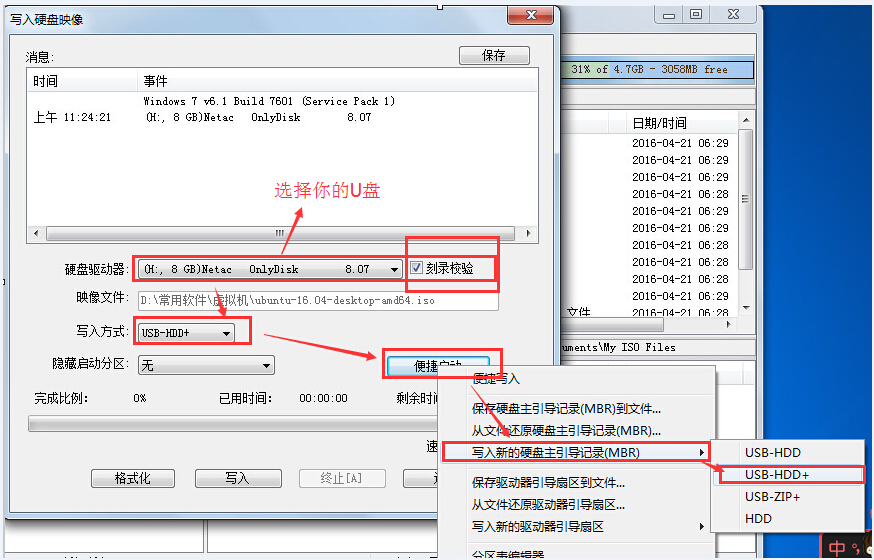 写入硬盘映像
消息:
保存
时间 事件
Windows 7 v6.1 Build 7601 (Service Pack 1)
上午 11:24:21 (H:, 8 GB)Netac OnlyDisk 8.07
选择你的U盘
硬盘驱动器: (H:, 8 GB)Netac OnlyDisk 8.07 刻录校验
映像文件: D:\常用软件\虚拟机\ubuntu-16.04-desktop-amd64.iso
写入方式: USB-HDD+
隐藏启动分区: 无
便捷启动
完成比例: 0% 已用时间: 00:00:00 剩余时间
速
格式化 写入 终止[A]
31% of 4.7GB - 3058MB free
日期/时间
2016-04-21 06:29
2016-04-21 06:29
2016-04-21 06:29
2016-04-21 06:28
2016-04-21 06:29
2016-04-21 06:29
2016-04-21 06:28
2016-04-21 06:28
2016-04-21 06:29
2016-04-21 06:28
文件 2016-04-21 06:28
uments\My ISO Files
便捷写入
保存硬盘主引导记录(MBR)到文件...
从文件还原硬盘主引导记录(MBR)...
写入新的硬盘主引导记录(MBR)
保存驱动器引导扇区到文件...
从文件还原驱动器引导扇区...
写入新的驱动器引导扇区
分区表编辑器
USB-HDD
USB-HDD+
USB-ZIP+
HDD
中